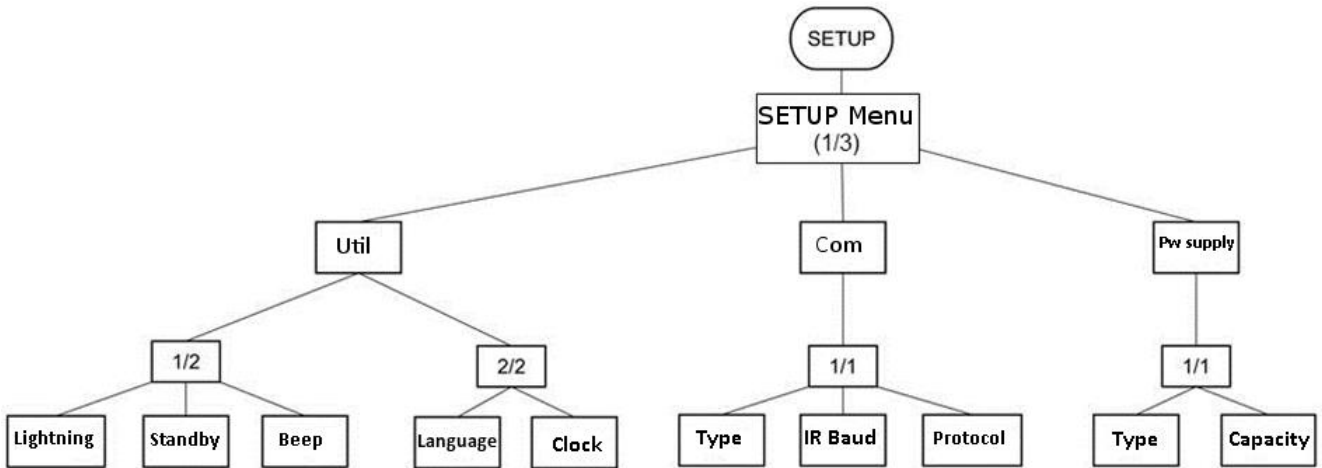 SETUP
SETUP Menu
(1/3)
Util
Com
Pw supply
1/2
2/2
1/1
1/1
Lightning
Standby
Beep
Language
Clock
Type
IR Baud
Protocol
Type
Capacity